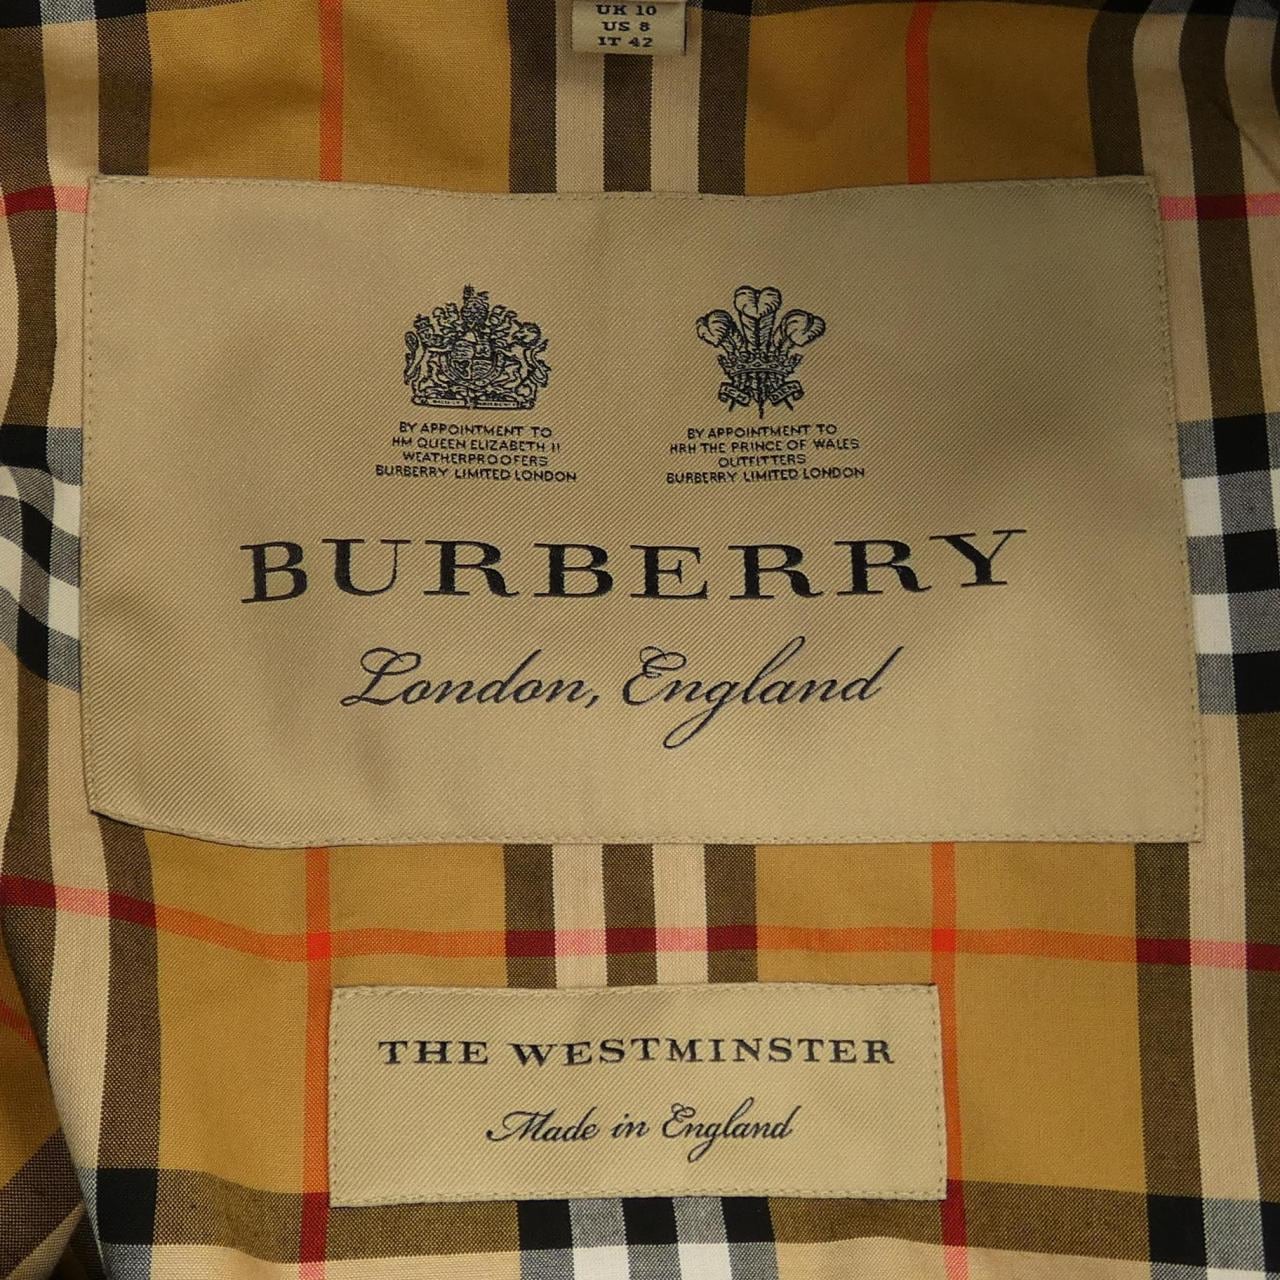 UK 10
US 8
IT 42
BY APPOINTMENT TO
HM QUEEN ELIZABETH II
WEATHERPROOFERS
BURBERRY LIMITED LONDON
BY APPOINTMENT TO
HRH THE PRINCE OF WALES
OUTFITTERS
BURBERRY LIMITED LONDON
BURBERRY
London, England
THE WESTMINSTER
Made in England